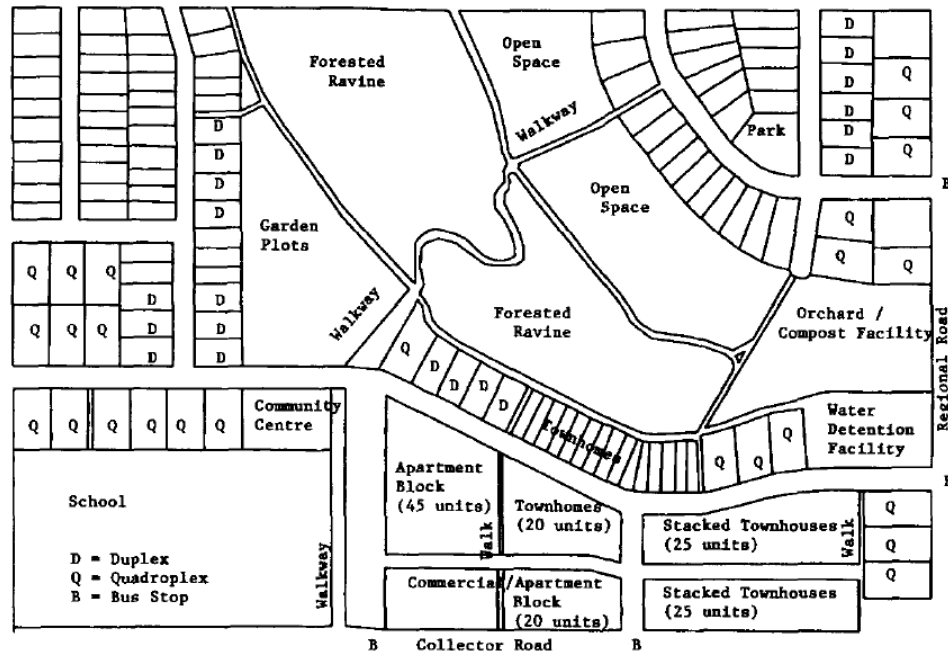 D
Forested
Ravine
Open
Space
D
Q
D
Q
D
D
D
Park
Q
D
Walkway
B
D
D
D
D
Open
Space
Garden
Plots
Q
Q
Q
Q Q Q
D D
Q Q Q
D D
D D
Walkway
Forested
Ravine
Orchard /
Compost Facility
Regional Road
Q
D
D
D
D
Townhomes
Q Q Q Q Q Q
Community
Centre
Water
Detention
Facility
Q Q Q
B
School
Apartment
Block
(45 units)
Walk
Townhomes
(20 units)
Stacked Townhouses
(25 units)
Walk
Q
Q
Q
D = Duplex
Q = Quadroplex
B = Bus Stop
Walkway
Commercial/Apartment
Block
(20 units)
Stacked Townhouses
(25 units)
B Collector Road B